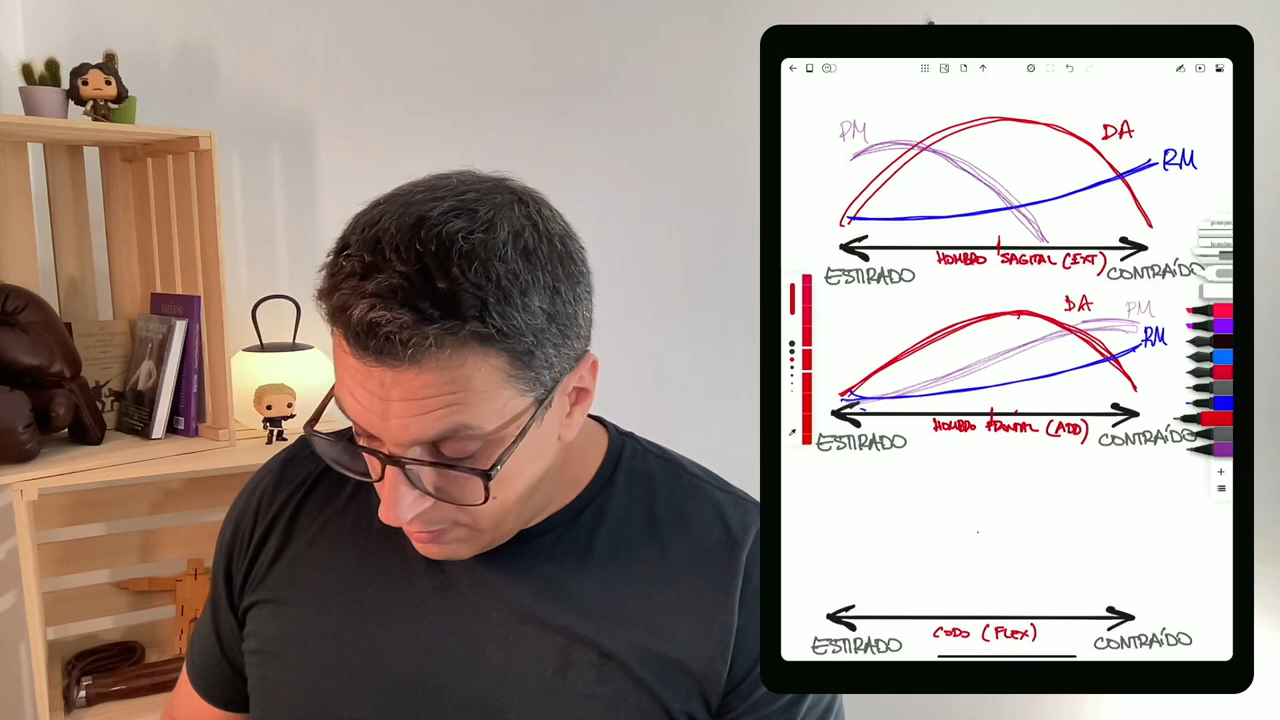 PM
DA
RM
HOMBRO SAGITAL (EXT)
ESTIRADO
CONTRAÍDO
DA
PM
RM
HOMBRO FRONTAL (ADD)
ESTIRADO
CONTRAÍDO
CODO (FLEX)
ESTIRADO
CONTRAÍDO